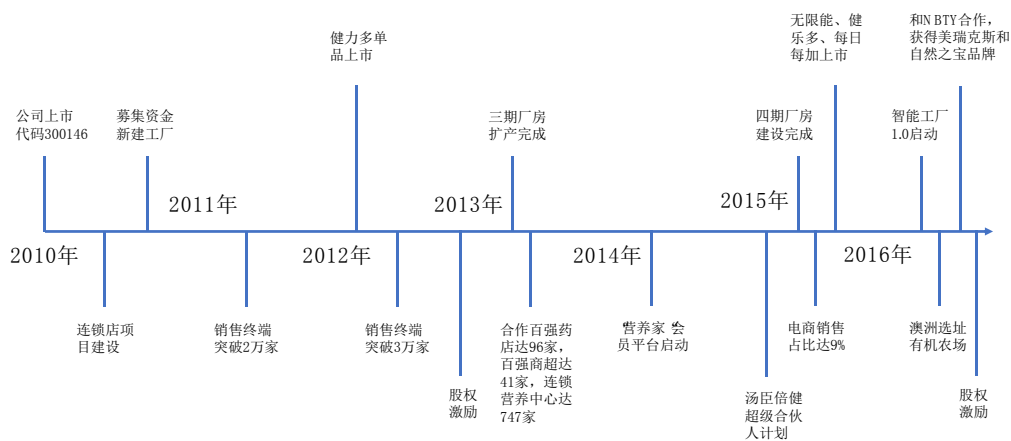 公司上市
代码300146
2010年
连锁店项
目建设
募集资金
新建工厂
2011年
销售终端
突破2万家
2012年
健力多单
品上市
销售终端
突破3万家
股权
激励
2013年
三期厂房
扩产完成
合作百强药
店达96家，
百强商超达
41家，连锁
营养中心达
747家
2014年
“营养家”会
员平台启动
2015年
汤臣倍健
超级合伙
人计划
四期厂房
建设完成
电商销售
占比达9%
无限能、健
乐多、每日
每加上市
2016年
智能工厂
1.0启动
澳洲选址
有机农场
和NBTY合作，
获得美瑞克斯和
自然之宝品牌
股权
激励